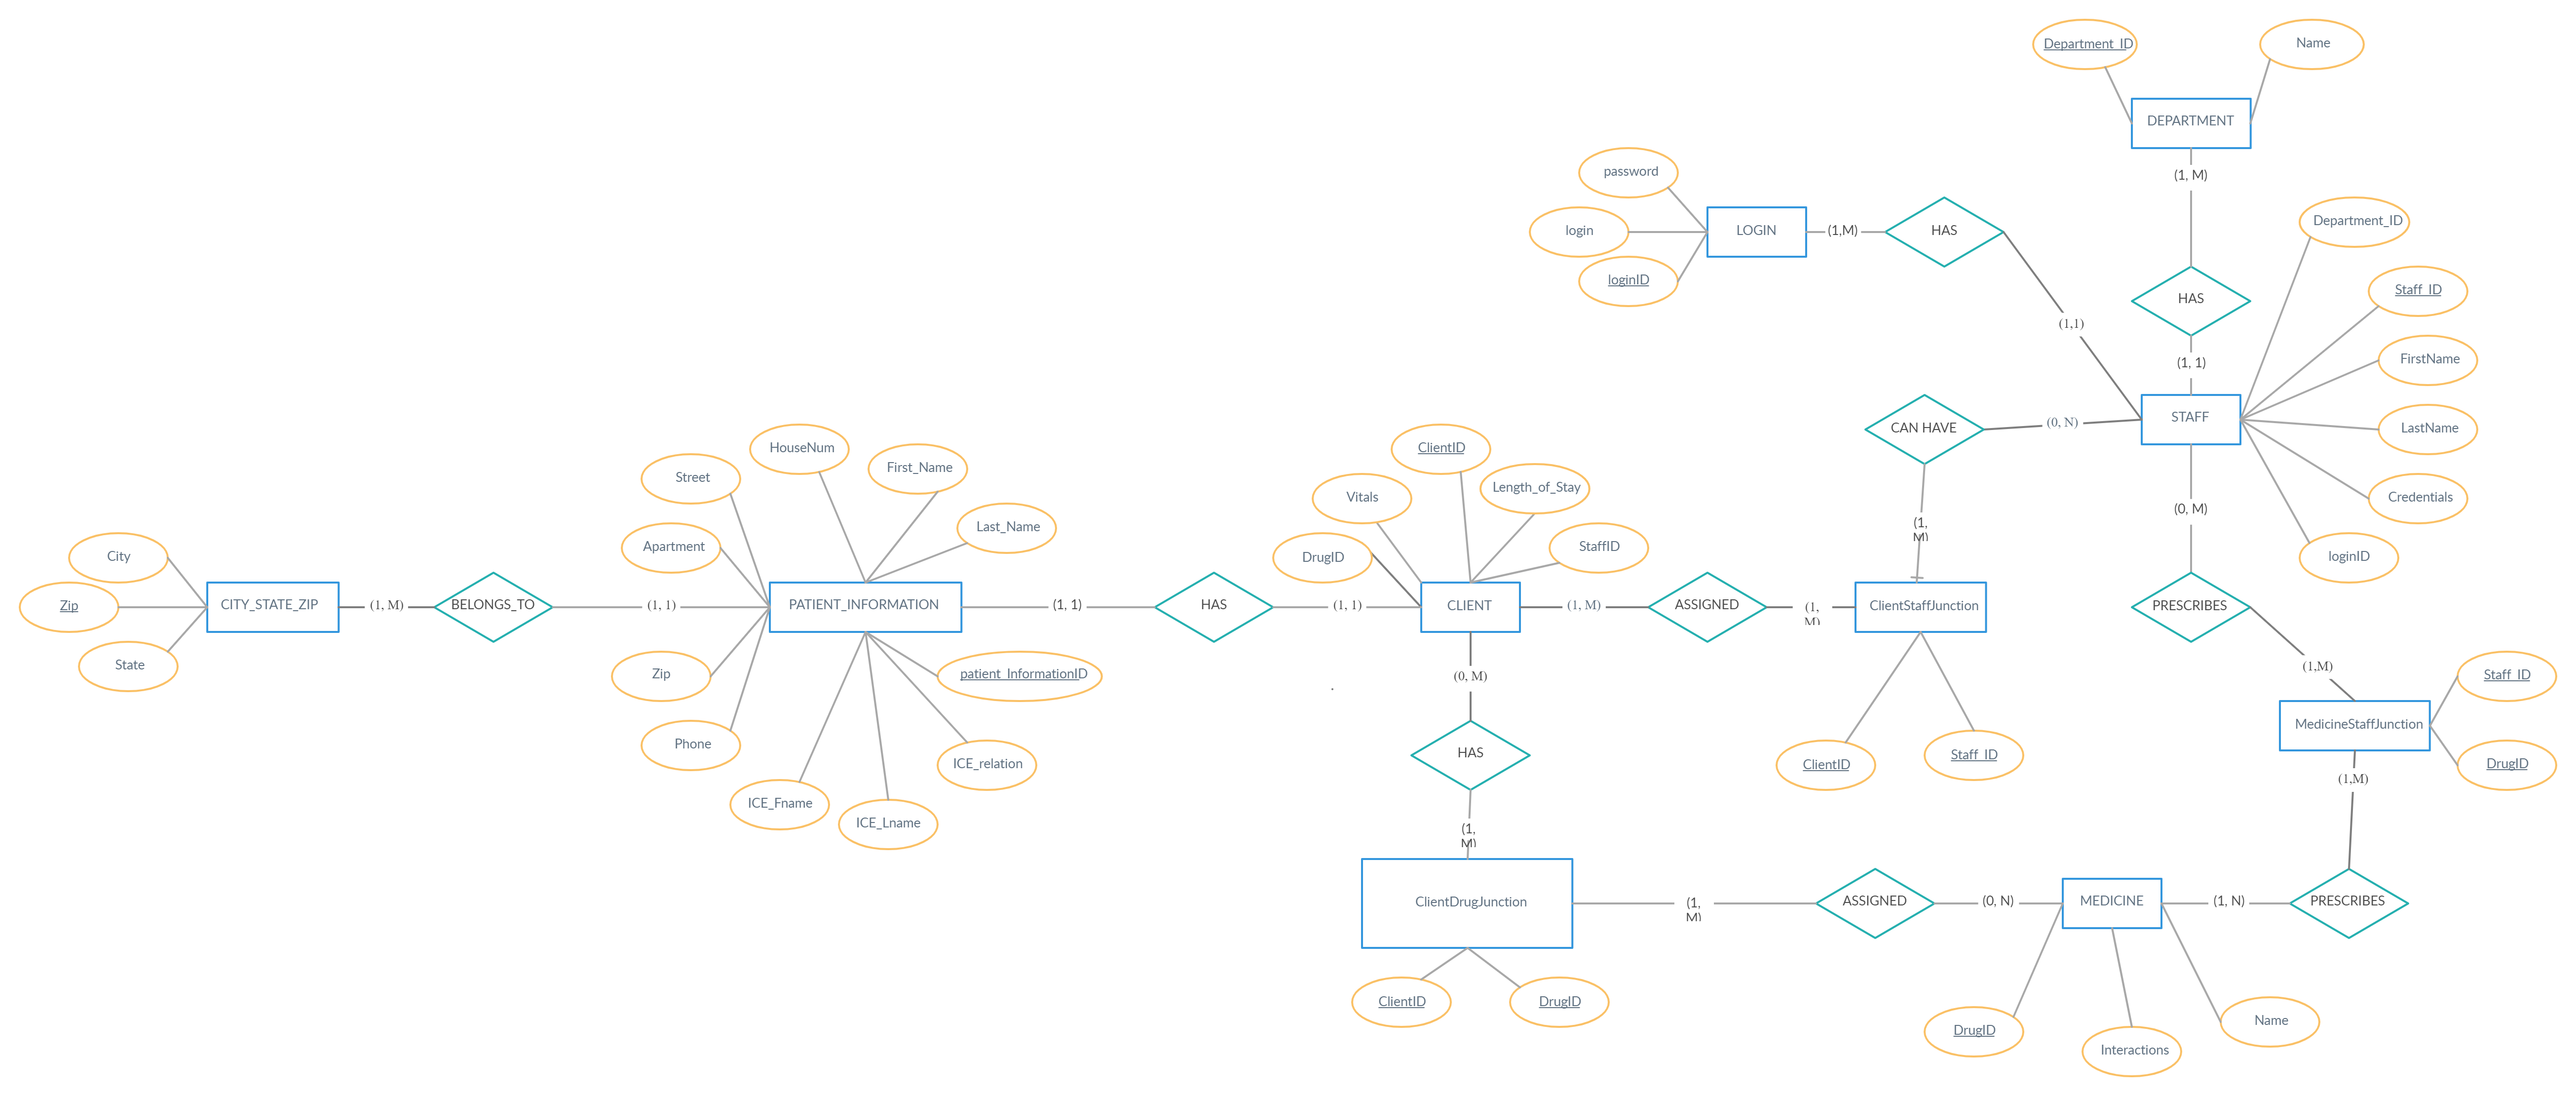 Department_ID
Name
DEPARTMENT
(1, M)
password
login
LOGIN
(1,M)
HAS
loginID
Department_ID
Staff_ID
HAS
(1,1)
FirstName
(1, 1)
STAFF
LastName
CAN HAVE
(0, N)
Credentials
loginID
(0, M)
HouseNum
First_Name
Street
Last_Name
Apartment
ClientID
Vitals
Length_of_Stay
DrugID
StaffID
(1,
M)
City
Zip
State
CITY_STATE_ZIP
(1, M)
BELONGS_TO
(1, 1)
PATIENT_INFORMATION
(1, 1)
HAS
(1, 1)
CLIENT
(1, M)
ASSIGNED
(1,
M)
ClientStaffJunction
PRESCRIBES
Zip
patient_InformationID
(0, M)
(1,M)
Staff_ID
Phone
ICE_relation
HAS
ClientID
Staff_ID
MedicineStaffJunction
DrugID
ICE_Fname
ICE_Lname
(1,M)
(1,
M)
ClientDrugJunction
(1,
M)
ASSIGNED
(0, N)
MEDICINE
(1, N)
PRESCRIBES
ClientID
DrugID
DrugID
Interactions
Name